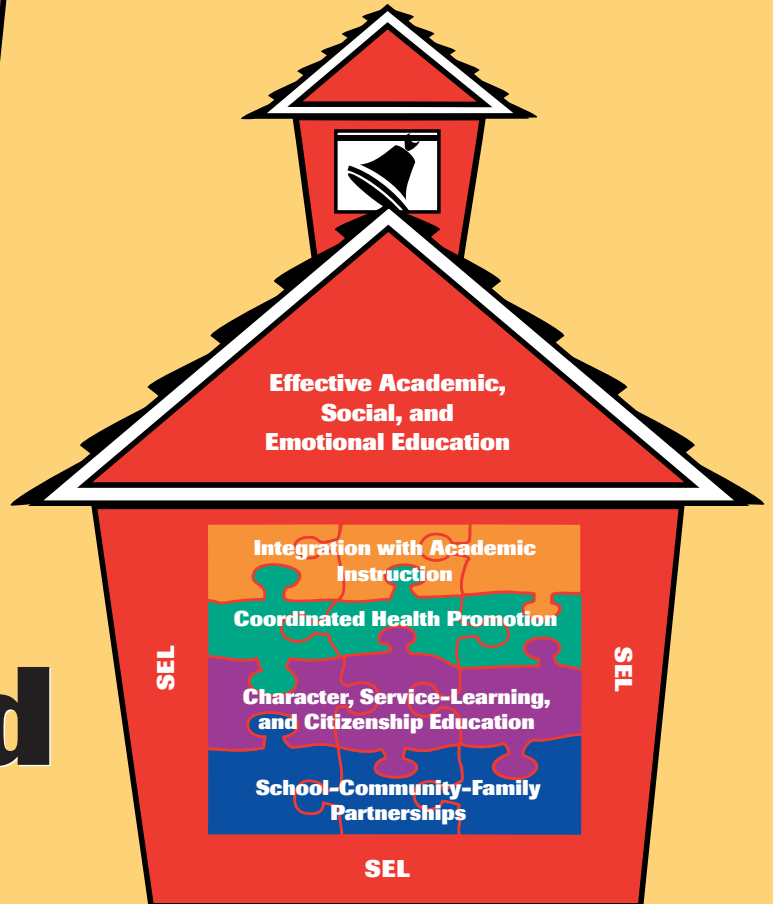 Effective Academic,
Social, and
Emotional Education
Integration with Academic
Instruction
Coordinated Health Promotion
SEL
SEL
Character, Service-Learning,
and Citizenship Education
d
School-Community-Family
Partnerships
SEL